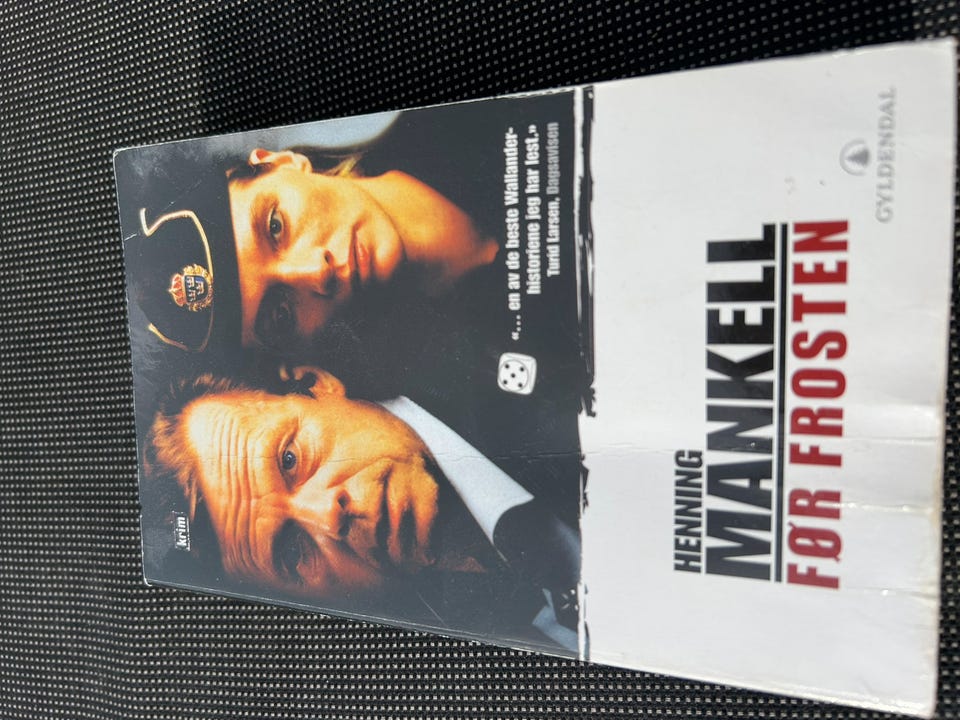 krim
«... en av de beste Wallander-
historiene jeg har lest.»
Turid Larsen, Dagsavisen
HENNING
MANKELL
FØR FROSTEN
GYLDENDAL